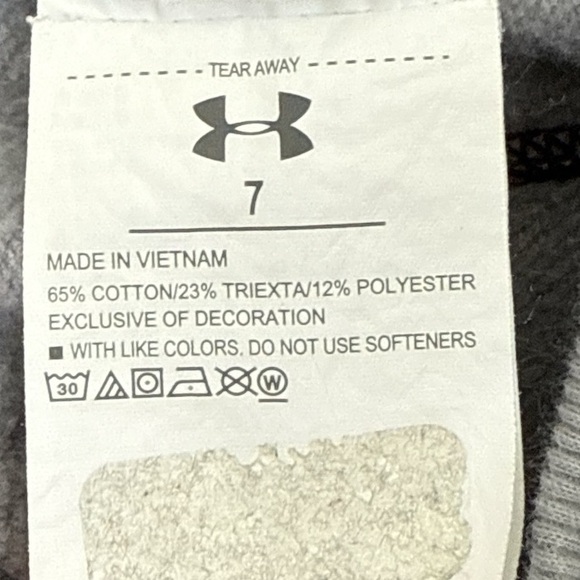 TEAR AWAY
7
MADE IN VIETNAM
65% COTTON/23% TRIEXTA/12% POLYESTER
EXCLUSIVE OF DECORATION
WITH LIKE COLORS. DO NOT USE SOFTENERS
30 W